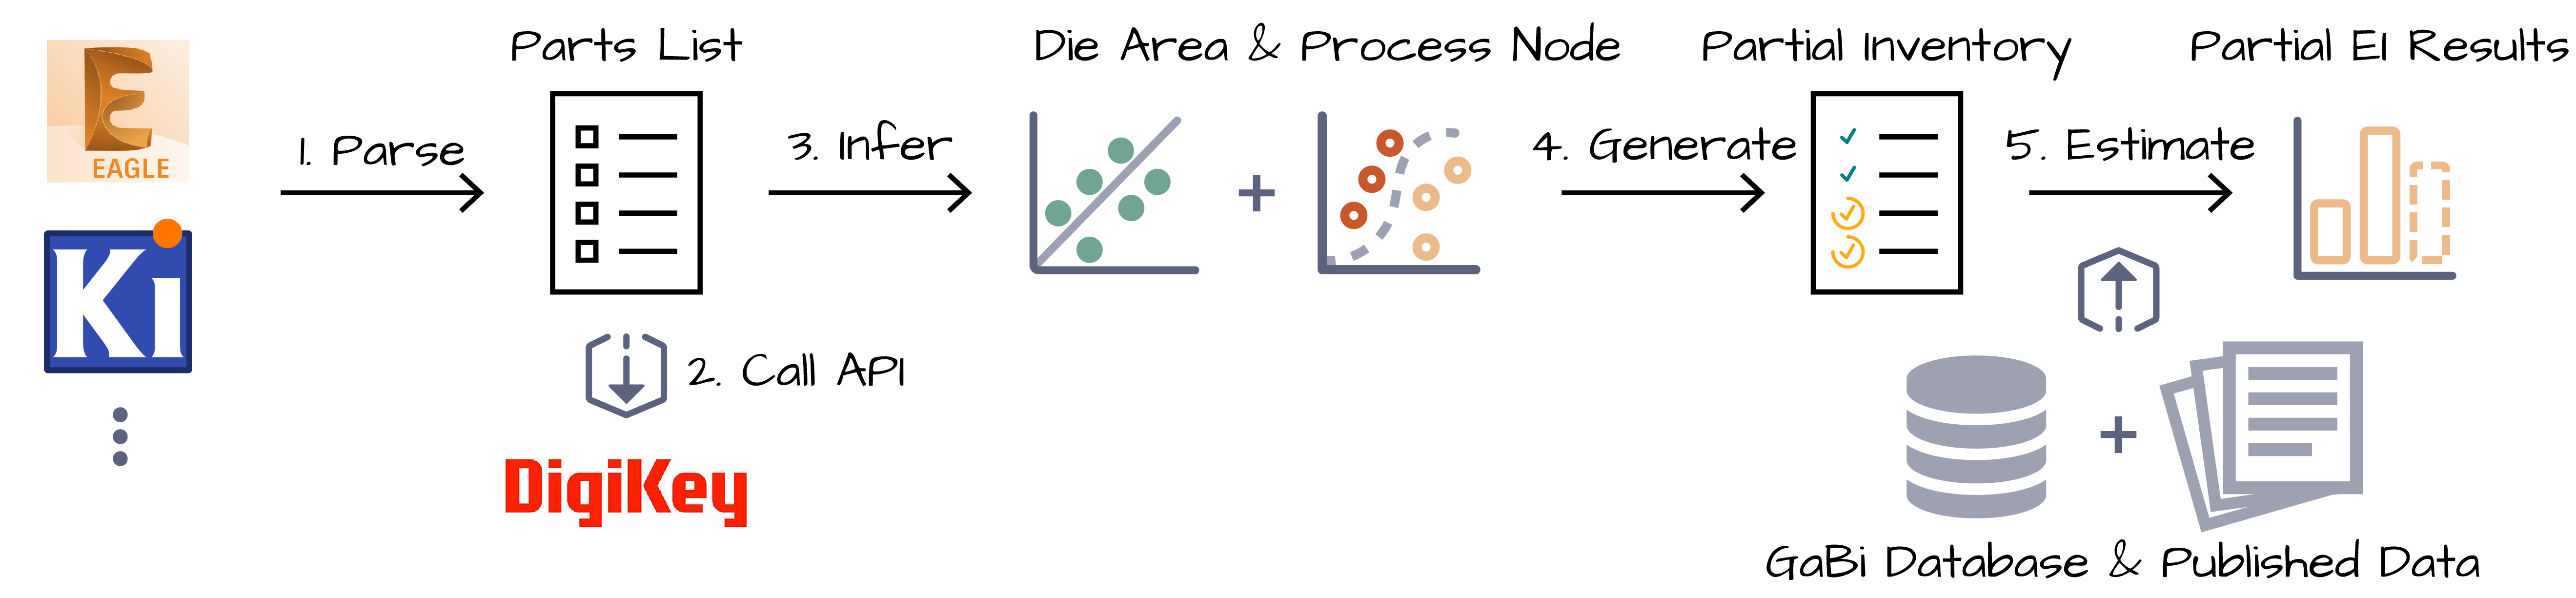 Parts List
Die Area & Process Node
Partial Inventory
Partial EI Results
EAGLE
1. Parse
3. Infer
4. Generate
5. Estimate
Ki
2. Call API
DigiKey
GaBi Database & Published Data